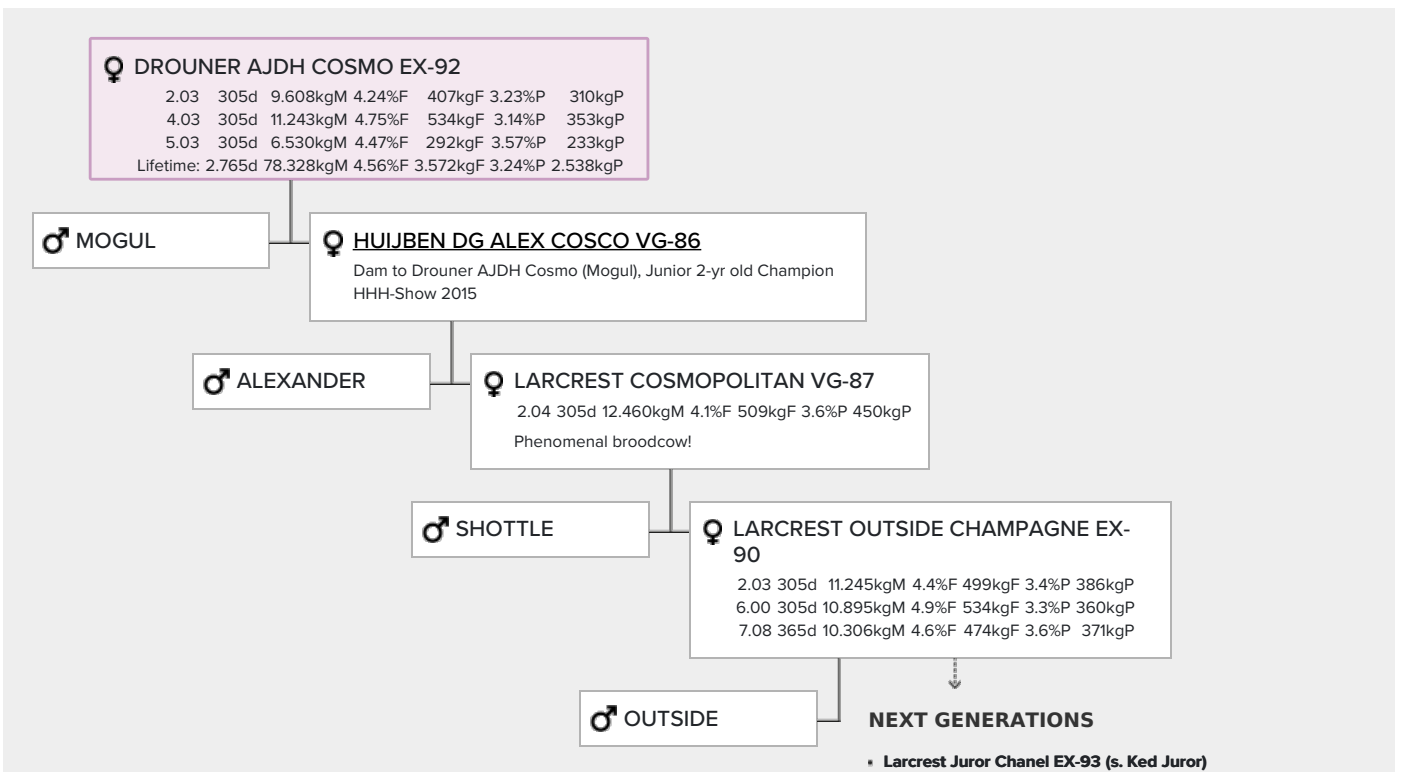 DROUNER AJDH COSMO EX-92
2.03 305d 9.608kgM 4.24%F 407kgF 3.23%P 310kgP
4.03 305d 11.243kgM 4.75%F 534kgF 3.14%P 353kgP
5.03 305d 6.530kgM 4.47%F 292kgF 3.57%P 233kgP
Lifetime: 2.765d 78.328kgM 4.56%F 3.572kgF 3.24%P 2.538kgP
MOGUL
HUIJBEN DG ALEX COSCO VG-86
Dam to Drouner AJDH Cosmo (Mogul), Junior 2-yr old Champion
HHH-Show 2015
ALEXANDER
LARCREST COSMOPOLITAN VG-87
2.04 305d 12.460kgM 4.1%F 509kgF 3.6%P 450kgP
Phenomenal broodcow!
SHOTTLE
LARCREST OUTSIDE CHAMPAGNE EX-
90
2.03 305d 11.245kgM 4.4%F 499kgF 3.4%P 386kgP
6.00 305d 10.895kgM 4.9%F 534kgF 3.3%P 360kgP
7.08 365d 10.306kgM 4.6%F 474kgF 3.6%P 371kgP
OUTSIDE
NEXT GENERATIONS
▪ Larcrest Juror Chanel EX-93 (s. Ked Juror)